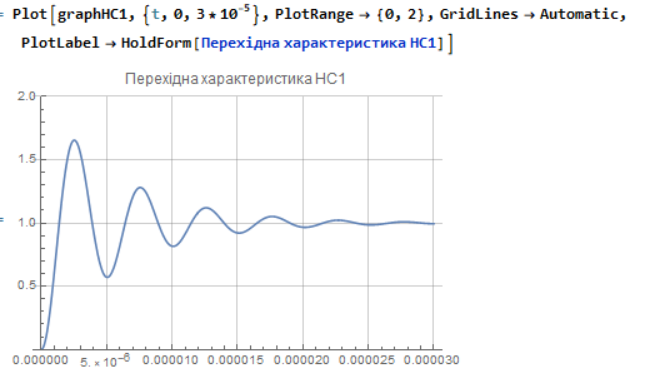 = Plot[graphHC1, {t, 0, 3*10^-5}, PlotRange → {0, 2}, GridLines → Automatic,
PlotLabel → HoldForm[Перехідна характеристика НС1]]
Перехідна характеристика НС1
2.0
1.5
=
1.0
0.5
0.000000 5.×10^-6 0.000010 0.000015 0.000020 0.000025 0.000030